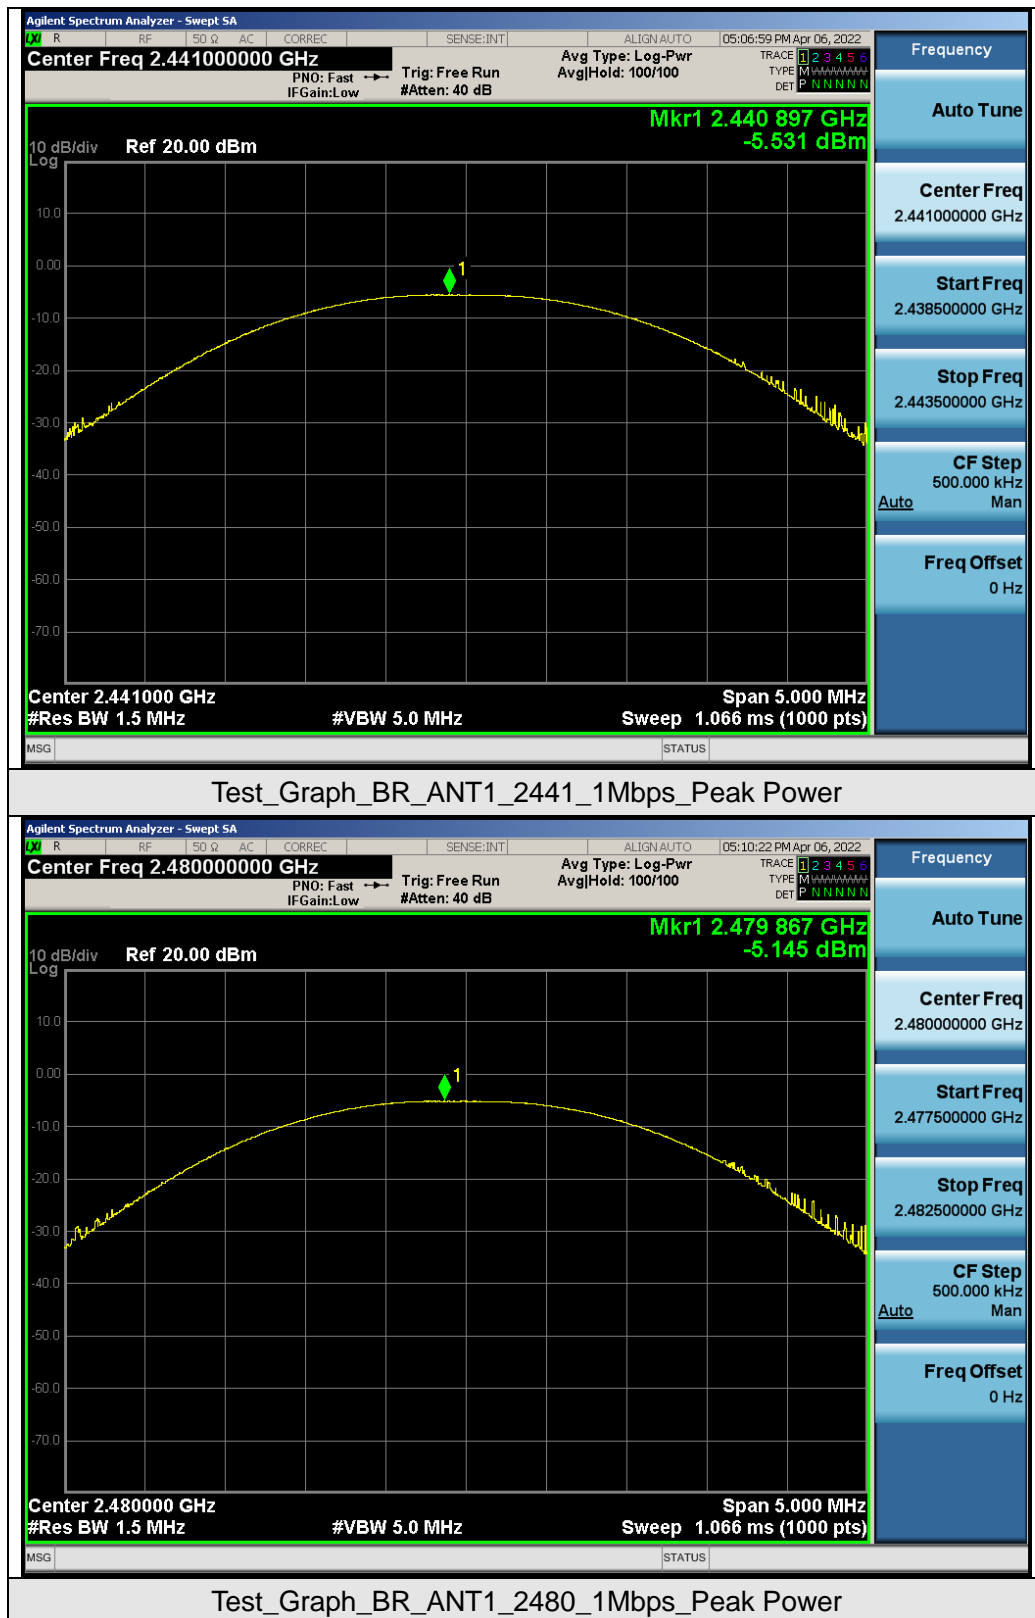 Agilent Spectrum Analyzer - Swept SA
LXI R RF 50 Ω AC CORREC SENSE:INT ALIGN AUTO 05:06:59 PM Apr 06, 2022
Center Freq 2.441000000 GHz
PNO: Fast
IFGain:Low
Trig: Free Run
#Atten: 40 dB
Avg Type: Log-Pwr
Avg|Hold: 100/100
TRACE 1 2 3 4 5 6
TYPE M W W W W W
DET P N N N N N
Mkr1 2.440 897 GHz
-5.531 dBm
10 dB/div Ref 20.00 dBm
Log
10.0
0.00
-10.0
-20.0
-30.0
-40.0
-50.0
-60.0
-70.0
1
Center 2.441000 GHz Span 5.000 MHz
#Res BW 1.5 MHz #VBW 5.0 MHz Sweep 1.066 ms (1000 pts)
MSG STATUS
Frequency
Auto Tune
Center Freq
2.441000000 GHz
Start Freq
2.438500000 GHz
Stop Freq
2.443500000 GHz
CF Step
500.000 kHz
Auto Man
Freq Offset
0 Hz
Test_Graph_BR_ANT1_2441_1Mbps_Peak Power
Agilent Spectrum Analyzer - Swept SA
LXI R RF 50 Ω AC CORREC SENSE:INT ALIGN AUTO 05:10:22 PM Apr 06, 2022
Center Freq 2.480000000 GHz
PNO: Fast
IFGain:Low
Trig: Free Run
#Atten: 40 dB
Avg Type: Log-Pwr
Avg|Hold: 100/100
TRACE 1 2 3 4 5 6
TYPE M W W W W W
DET P N N N N N
Mkr1 2.479 867 GHz
-5.145 dBm
10 dB/div Ref 20.00 dBm
Log
10.0
0.00
-10.0
-20.0
-30.0
-40.0
-50.0
-60.0
-70.0
1
Center 2.480000 GHz Span 5.000 MHz
#Res BW 1.5 MHz #VBW 5.0 MHz Sweep 1.066 ms (1000 pts)
MSG STATUS
Frequency
Auto Tune
Center Freq
2.480000000 GHz
Start Freq
2.477500000 GHz
Stop Freq
2.482500000 GHz
CF Step
500.000 kHz
Auto Man
Freq Offset
0 Hz
Test_Graph_BR_ANT1_2480_1Mbps_Peak Power